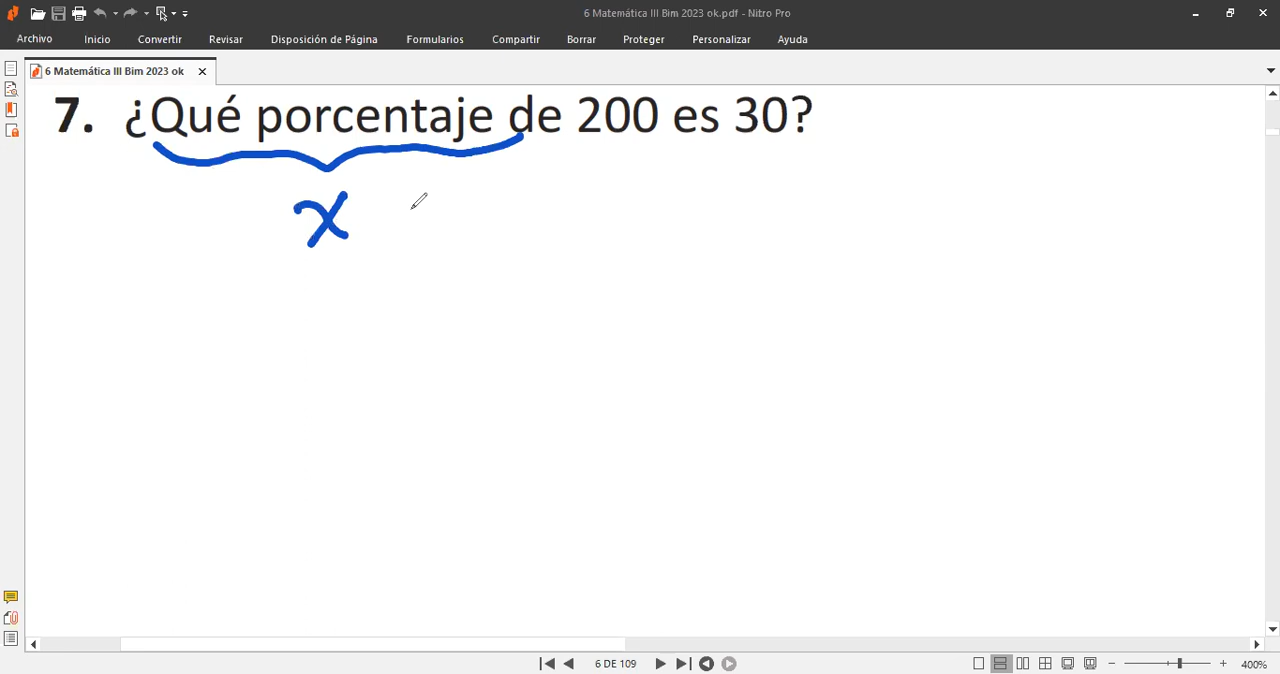 6 Matemática III Bim 2023 ok.pdf - Nitro Pro
Archivo Inicio Convertir Revisar Disposición de Página Formularios Compartir Borrar Proteger Personalizar Ayuda
6 Matemática III Bim 2023 ok
7. ¿Qué porcentaje de 200 es 30?
x
6 DE 109
400%